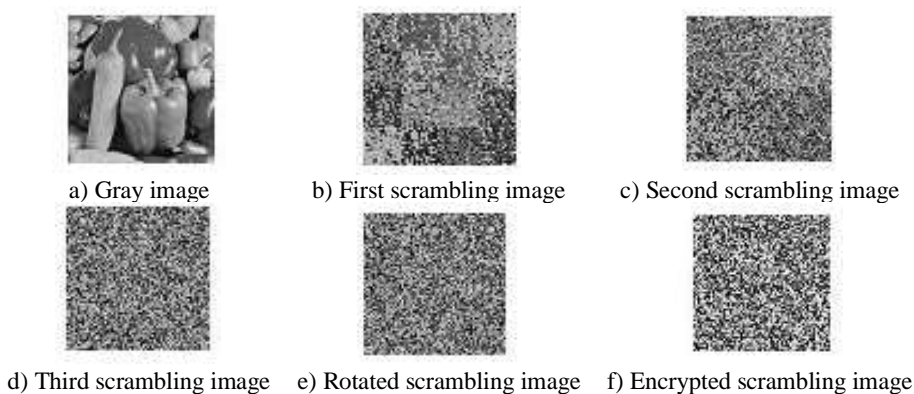 a) Gray image
b) First scrambling image
c) Second scrambling image
d) Third scrambling image
e) Rotated scrambling image
f) Encrypted scrambling image